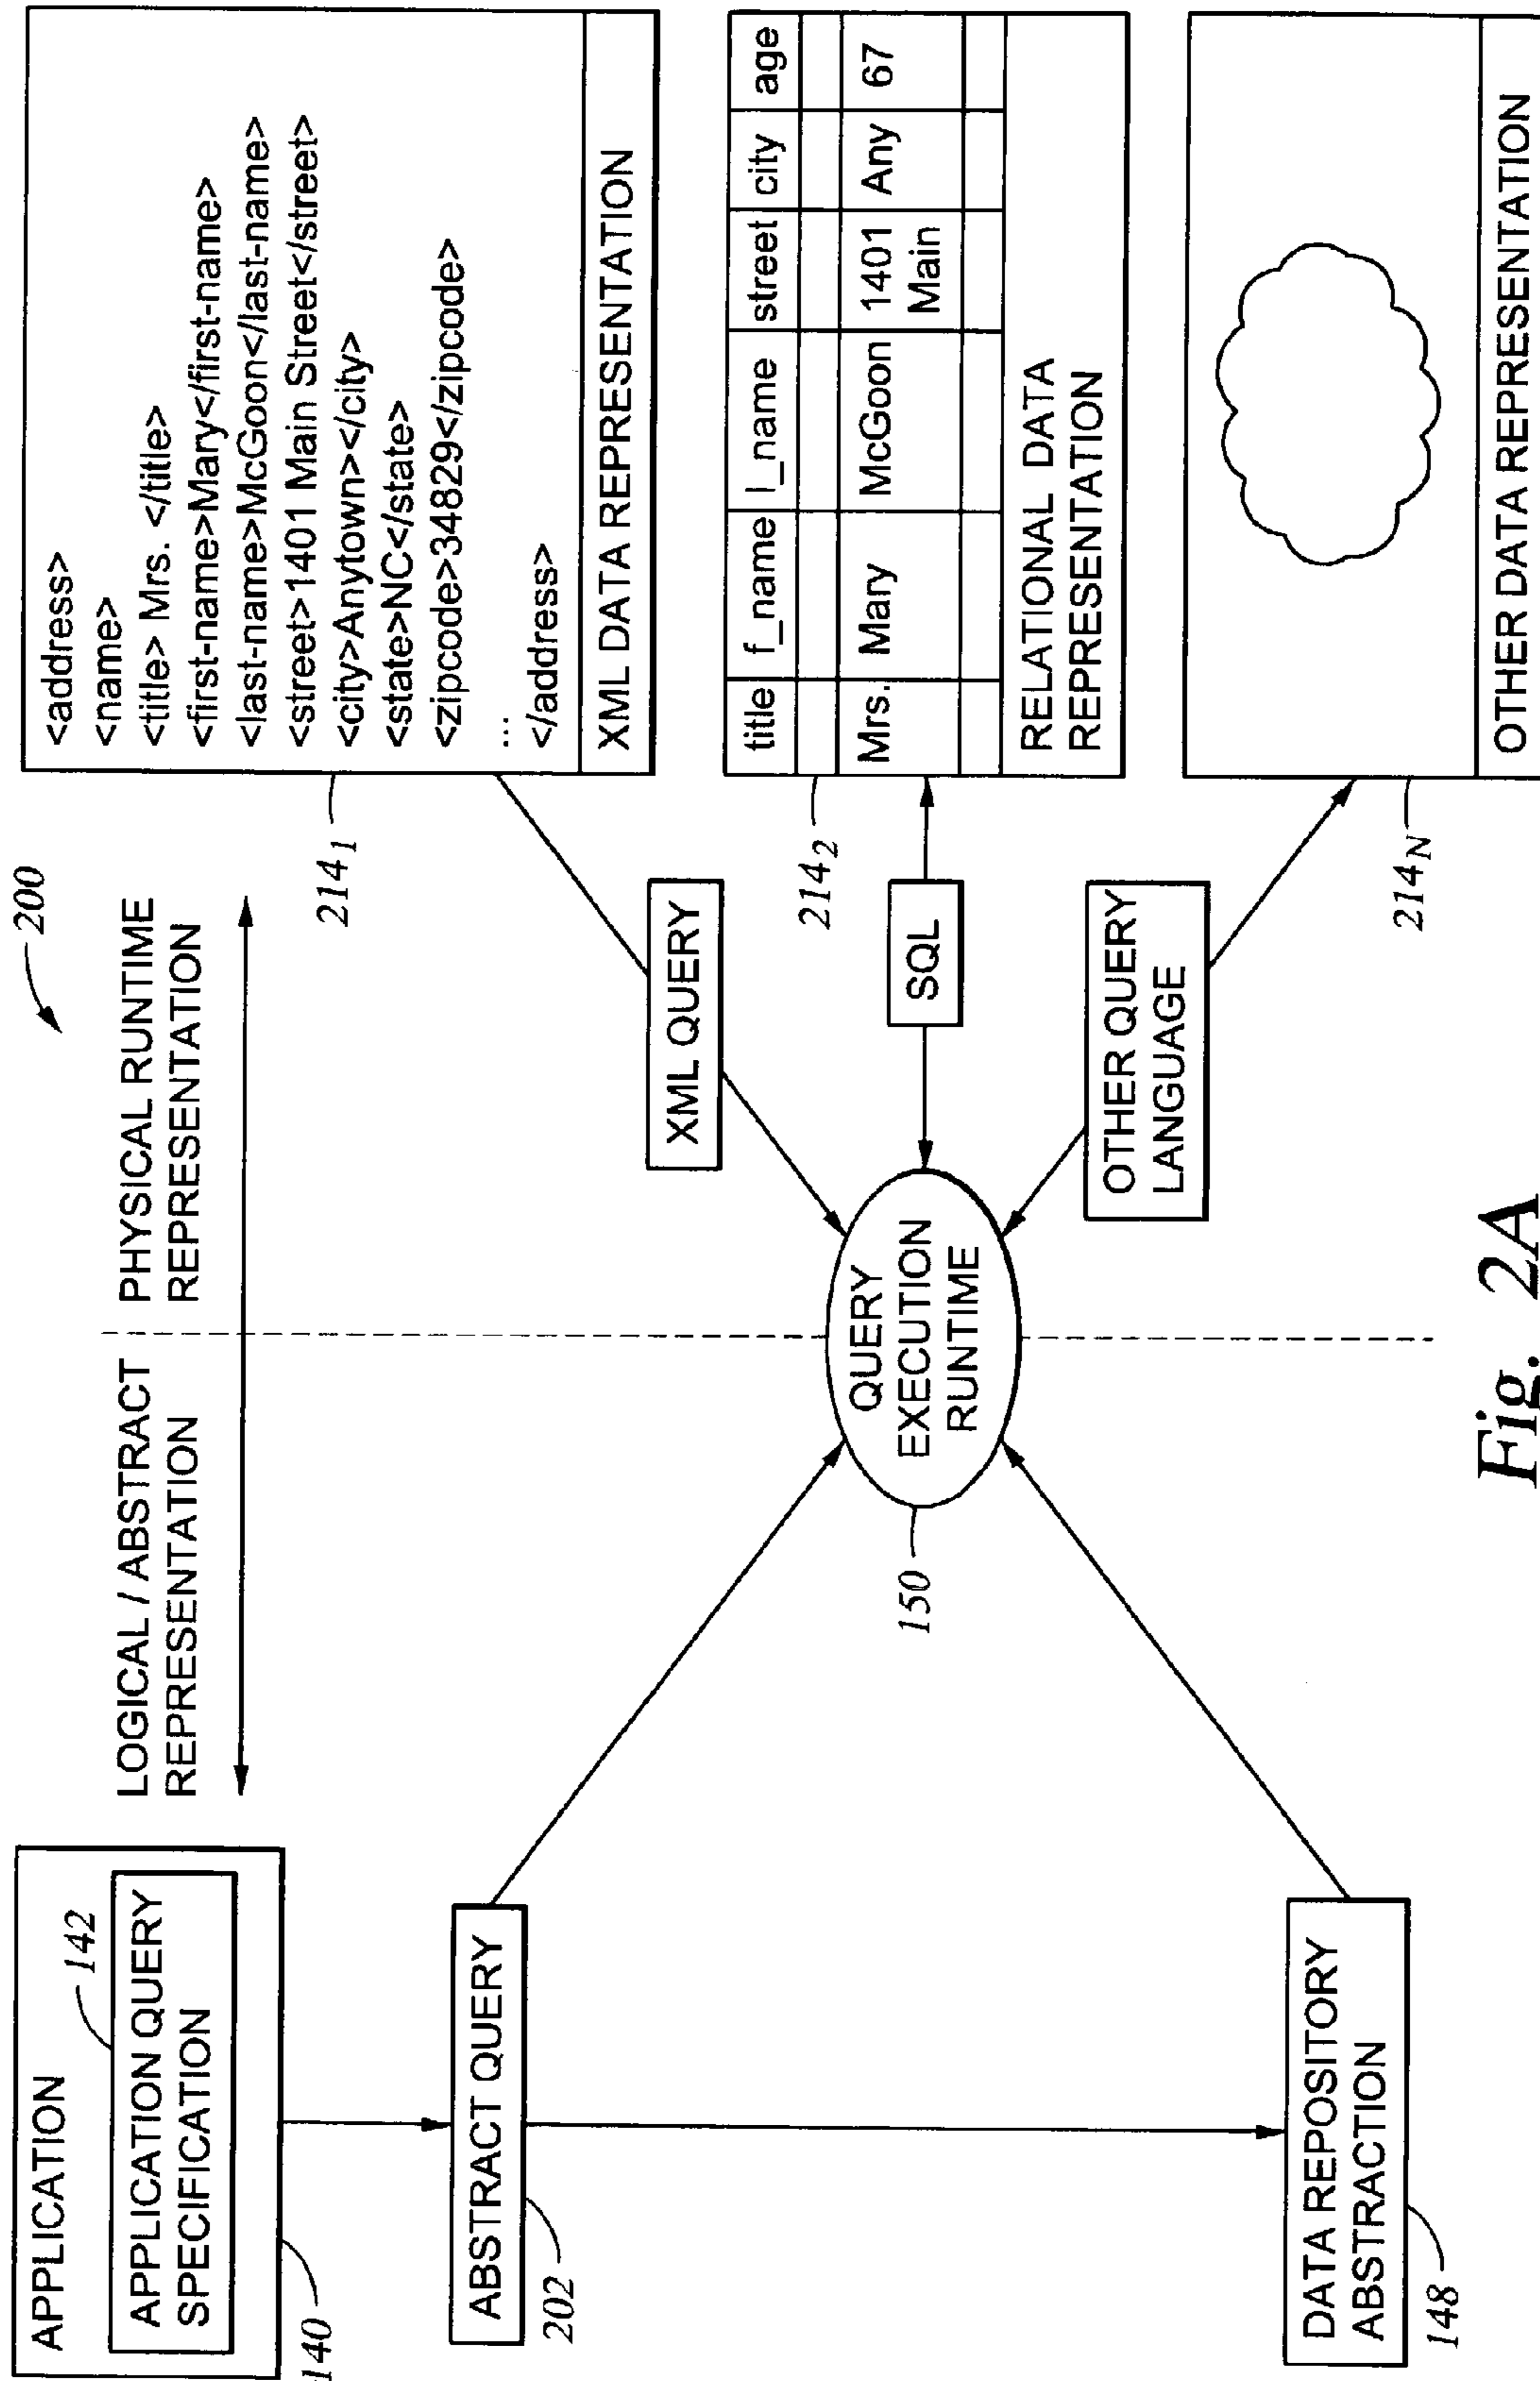 200
LOGICAL / ABSTRACT
REPRESENTATION
PHYSICAL RUNTIME
REPRESENTATION
APPLICATION
142
APPLICATION QUERY
SPECIFICATION
140
ABSTRACT QUERY
202
DATA REPOSITORY
ABSTRACTION
148
QUERY
EXECUTION
RUNTIME
150
XML QUERY
SQL
OTHER QUERY
LANGUAGE
<address>
<name>
<title> Mrs. </title>
<first-name>Mary</first-name>
<last-name>McGoon</last-name>
<street>1401 Main Street</street>
<city>Anytown></city>
<state>NC</state>
<zipcode>34829</zipcode>
...
</address>
XML DATA REPRESENTATION
214₁
title f_name l_name street city age
Mrs. Mary McGoon 1401 Main Any 67
RELATIONAL DATA
REPRESENTATION
214₂
OTHER DATA REPRESENTATION
214N
Fig. 2A